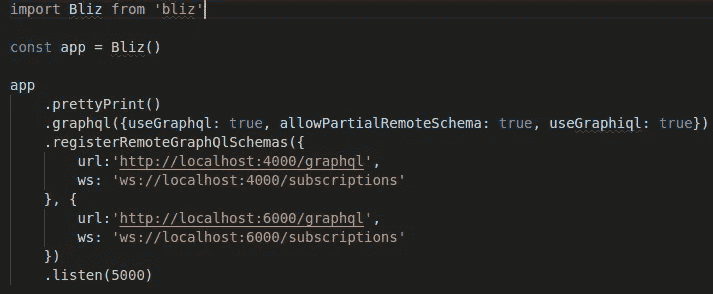 import Bliz from 'bliz'
const app = Bliz()
app
.prettyPrint()
.graphql({useGraphql: true, allowPartialRemoteSchema: true, useGraphiql: true})
.registerRemoteGraphQlSchemas({
url:'http://localhost:4000/graphql',
ws: 'ws://localhost:4000/subscriptions'
}, {
url:'http://localhost:6000/graphql',
ws: 'ws://localhost:6000/subscriptions'
})
.listen(5000)